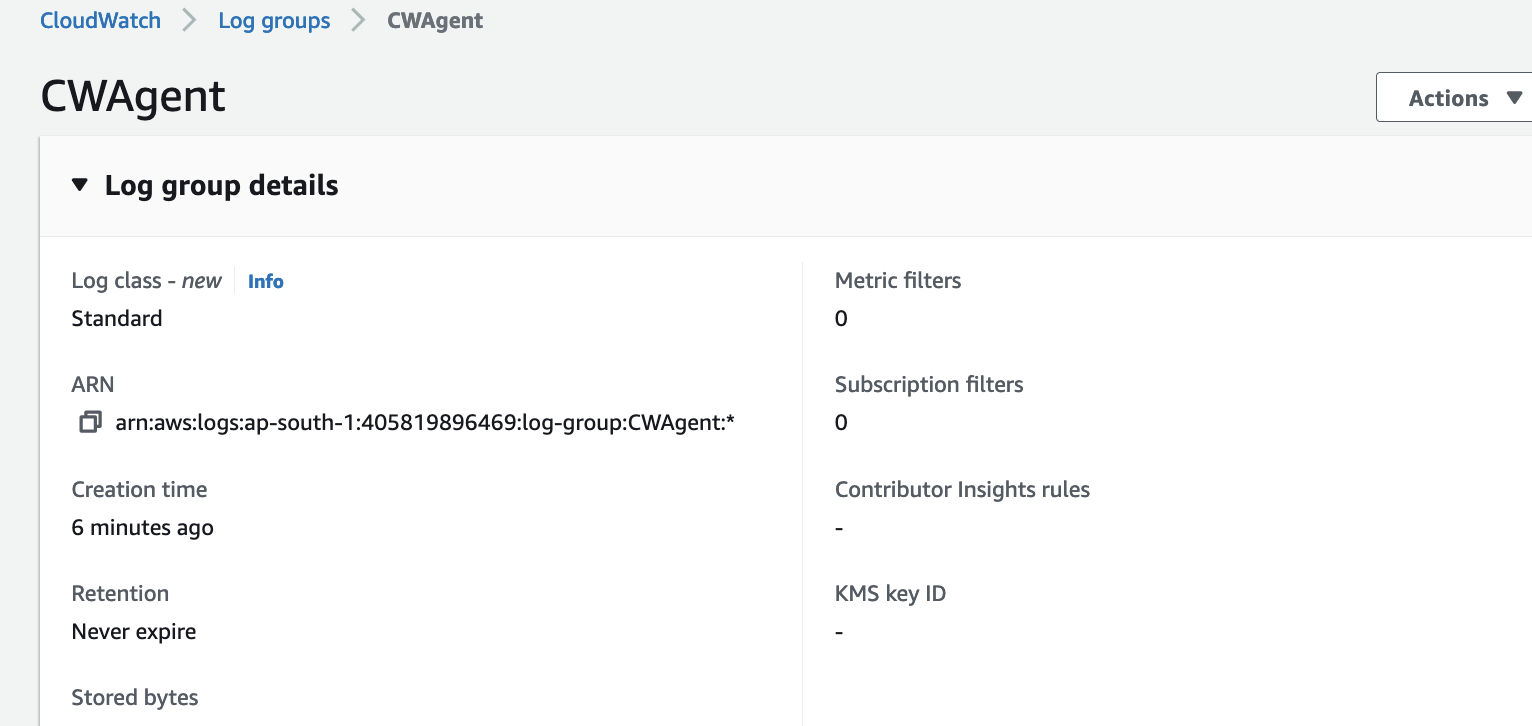 CloudWatch > Log groups > CWAgent
CWAgent
Actions ▼
▼ Log group details
Log class - new Info
Standard
ARN
arn:aws:logs:ap-south-1:405819896469:log-group:CWAgent:*
Creation time
6 minutes ago
Retention
Never expire
Stored bytes
Metric filters
0
Subscription filters
0
Contributor Insights rules
-
KMS key ID
-